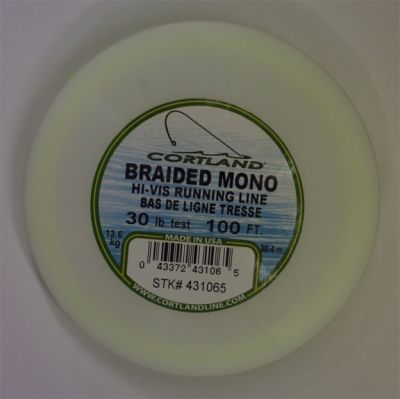 CORTLAND®
BRAIDED MONO
HI-VIS RUNNING LINE
BAS DE LIGNE TRESSE
30 lb. test 100 FT.
13.6 kg 30.4 m
MADE IN USA
0 43372 43106 5
STK# 431065
WWW.CORTLANDLINE.COM